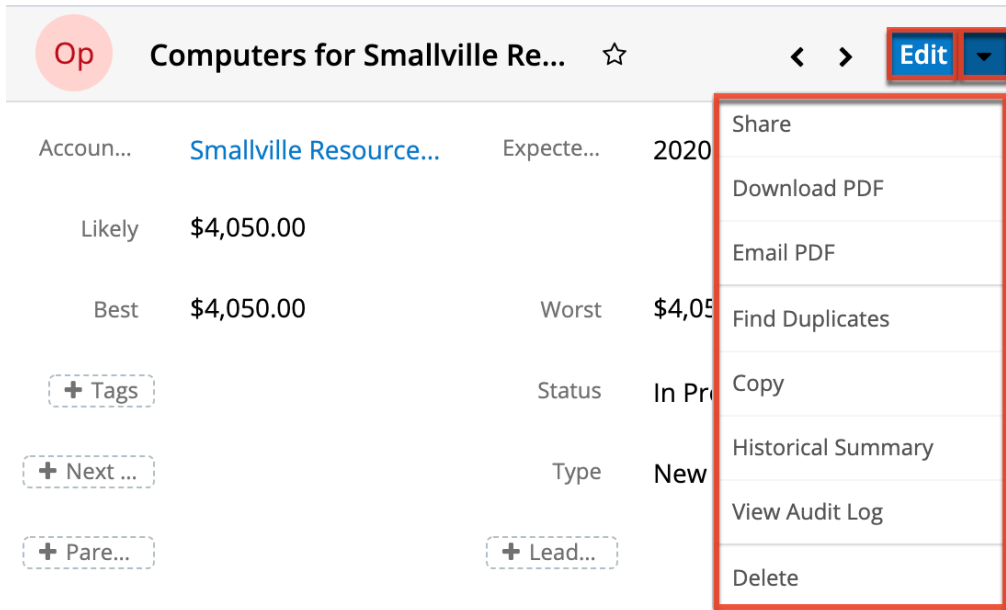 Op Computers for Smallville Re... Edit
Share
Accoun... Smallville Resource... Expecte... 2020
Download PDF
Likely $4,050.00
Email PDF
Best $4,050.00 Worst $4,05
Find Duplicates
+ Tags Status In Pr
Copy
Historical Summary
+ Next ... Type New
View Audit Log
+ Pare... + Lead...
Delete